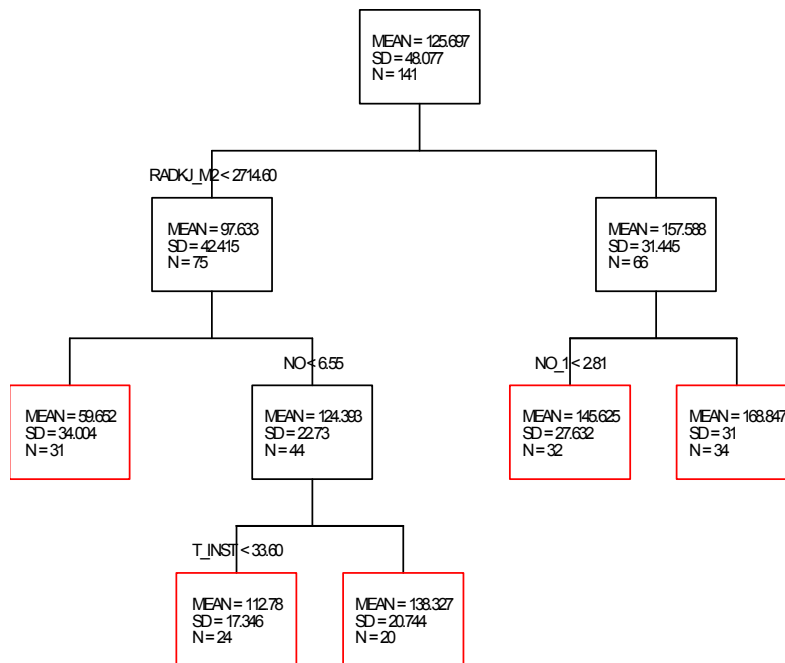 MEAN = 125.697
SD = 48.077
N = 141
RADKJ_M2 < 2714.60
MEAN = 97.633
SD = 42.415
N = 75
MEAN = 157.588
SD = 31.445
N = 66
NO < 6.55
NO_1 < 2.81
MEAN = 59.652
SD = 34.004
N = 31
MEAN = 124.393
SD = 22.73
N = 44
MEAN = 145.625
SD = 27.632
N = 32
MEAN = 168.847
SD = 31
N = 34
T_INST < 33.60
MEAN = 112.78
SD = 17.346
N = 24
MEAN = 138.327
SD = 20.744
N = 20